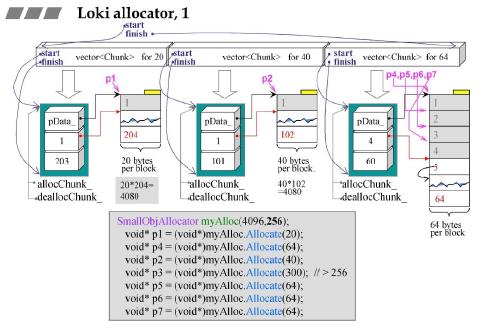 Loki allocator, 1
start
finish
start
finish
vector<Chunk> for 20
start
finish
vector<Chunk> for 40
start
finish
vector<Chunk> for 64
p1
p2
p4,p5,p6,p7
pData_
1
203
allocChunk_
deallocChunk_
1
204
20 bytes
per block
20*204=
4080
pData_
1
101
allocChunk_
deallocChunk_
1
102
40 bytes
per block.
40*102
=4080
pData_
4
60
allocChunk_
deallocChunk_
1
2
3
4
5
64
64 bytes
per block
SmallObjAllocator myAlloc(4096,256);
void* p1 = (void*)myAlloc.Allocate(20);
void* p4 = (void*)myAlloc.Allocate(64);
void* p2 = (void*)myAlloc.Allocate(40);
void* p3 = (void*)myAlloc.Allocate(300); // > 256
void* p5 = (void*)myAlloc.Allocate(64);
void* p6 = (void*)myAlloc.Allocate(64);
void* p7 = (void*)myAlloc.Allocate(64);